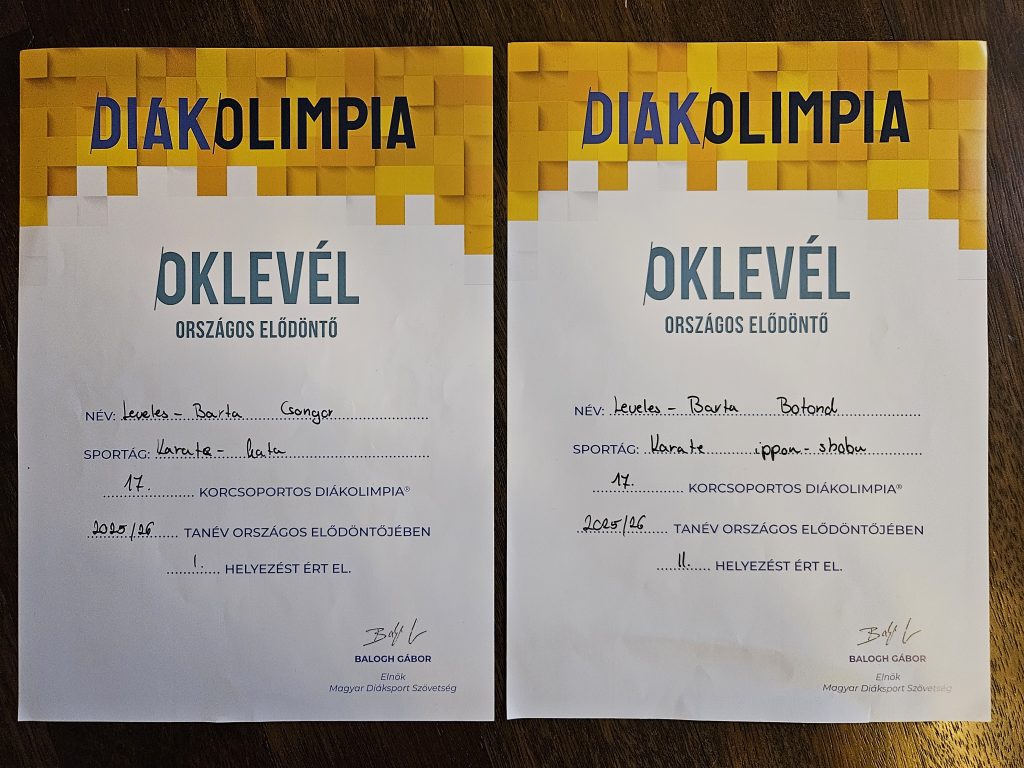 DIÁKOLIMPIA
OKLEVÉL
ORSZÁGOS ELŐDÖNTŐ
NÉV: Leveles - Barta Csongor
SPORTÁG: Karate - kata
17. KORCSOPORTOS DIÁKOLIMPIA®
2025/26 TANÉV ORSZÁGOS ELŐDÖNTŐJÉBEN
I. HELYEZÉST ÉRT EL.
BALOGH GÁBOR
Elnök
Magyar Diáksport Szövetség
DIÁKOLIMPIA
OKLEVÉL
ORSZÁGOS ELŐDÖNTŐ
NÉV: Leveles - Barta Botond
SPORTÁG: Karate ippon - shobu
17. KORCSOPORTOS DIÁKOLIMPIA®
2025/26 TANÉV ORSZÁGOS ELŐDÖNTŐJÉBEN
II. HELYEZÉST ÉRT EL.
BALOGH GÁBOR
Elnök
Magyar Diáksport Szövetség